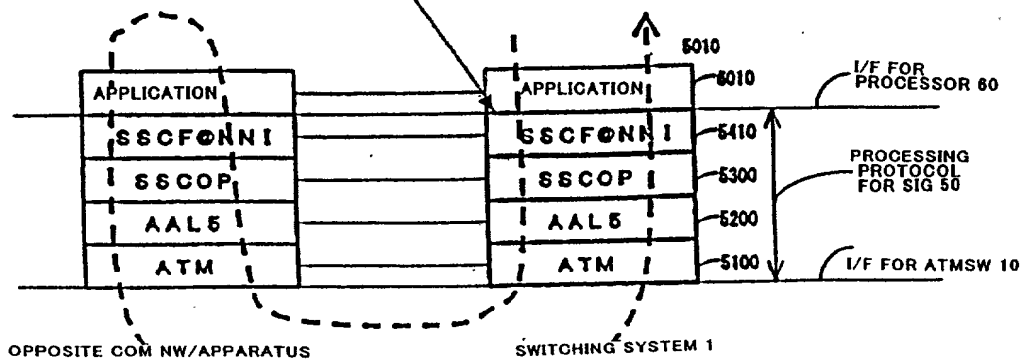 5010
APPLICATION
APPLICATION
5010
I/F FOR
PROCESSOR 60
SSCF@NNI
SSCF@NNI
5410
SSCOP
SSCOP
5300
PROCESSING
PROTOCOL
FOR SIG 50
AAL5
AAL5
5200
ATM
ATM
5100
I/F FOR ATMSW 10
OPPOSITE COM NW/APPARATUS
SWITCHING SYSTEM 1